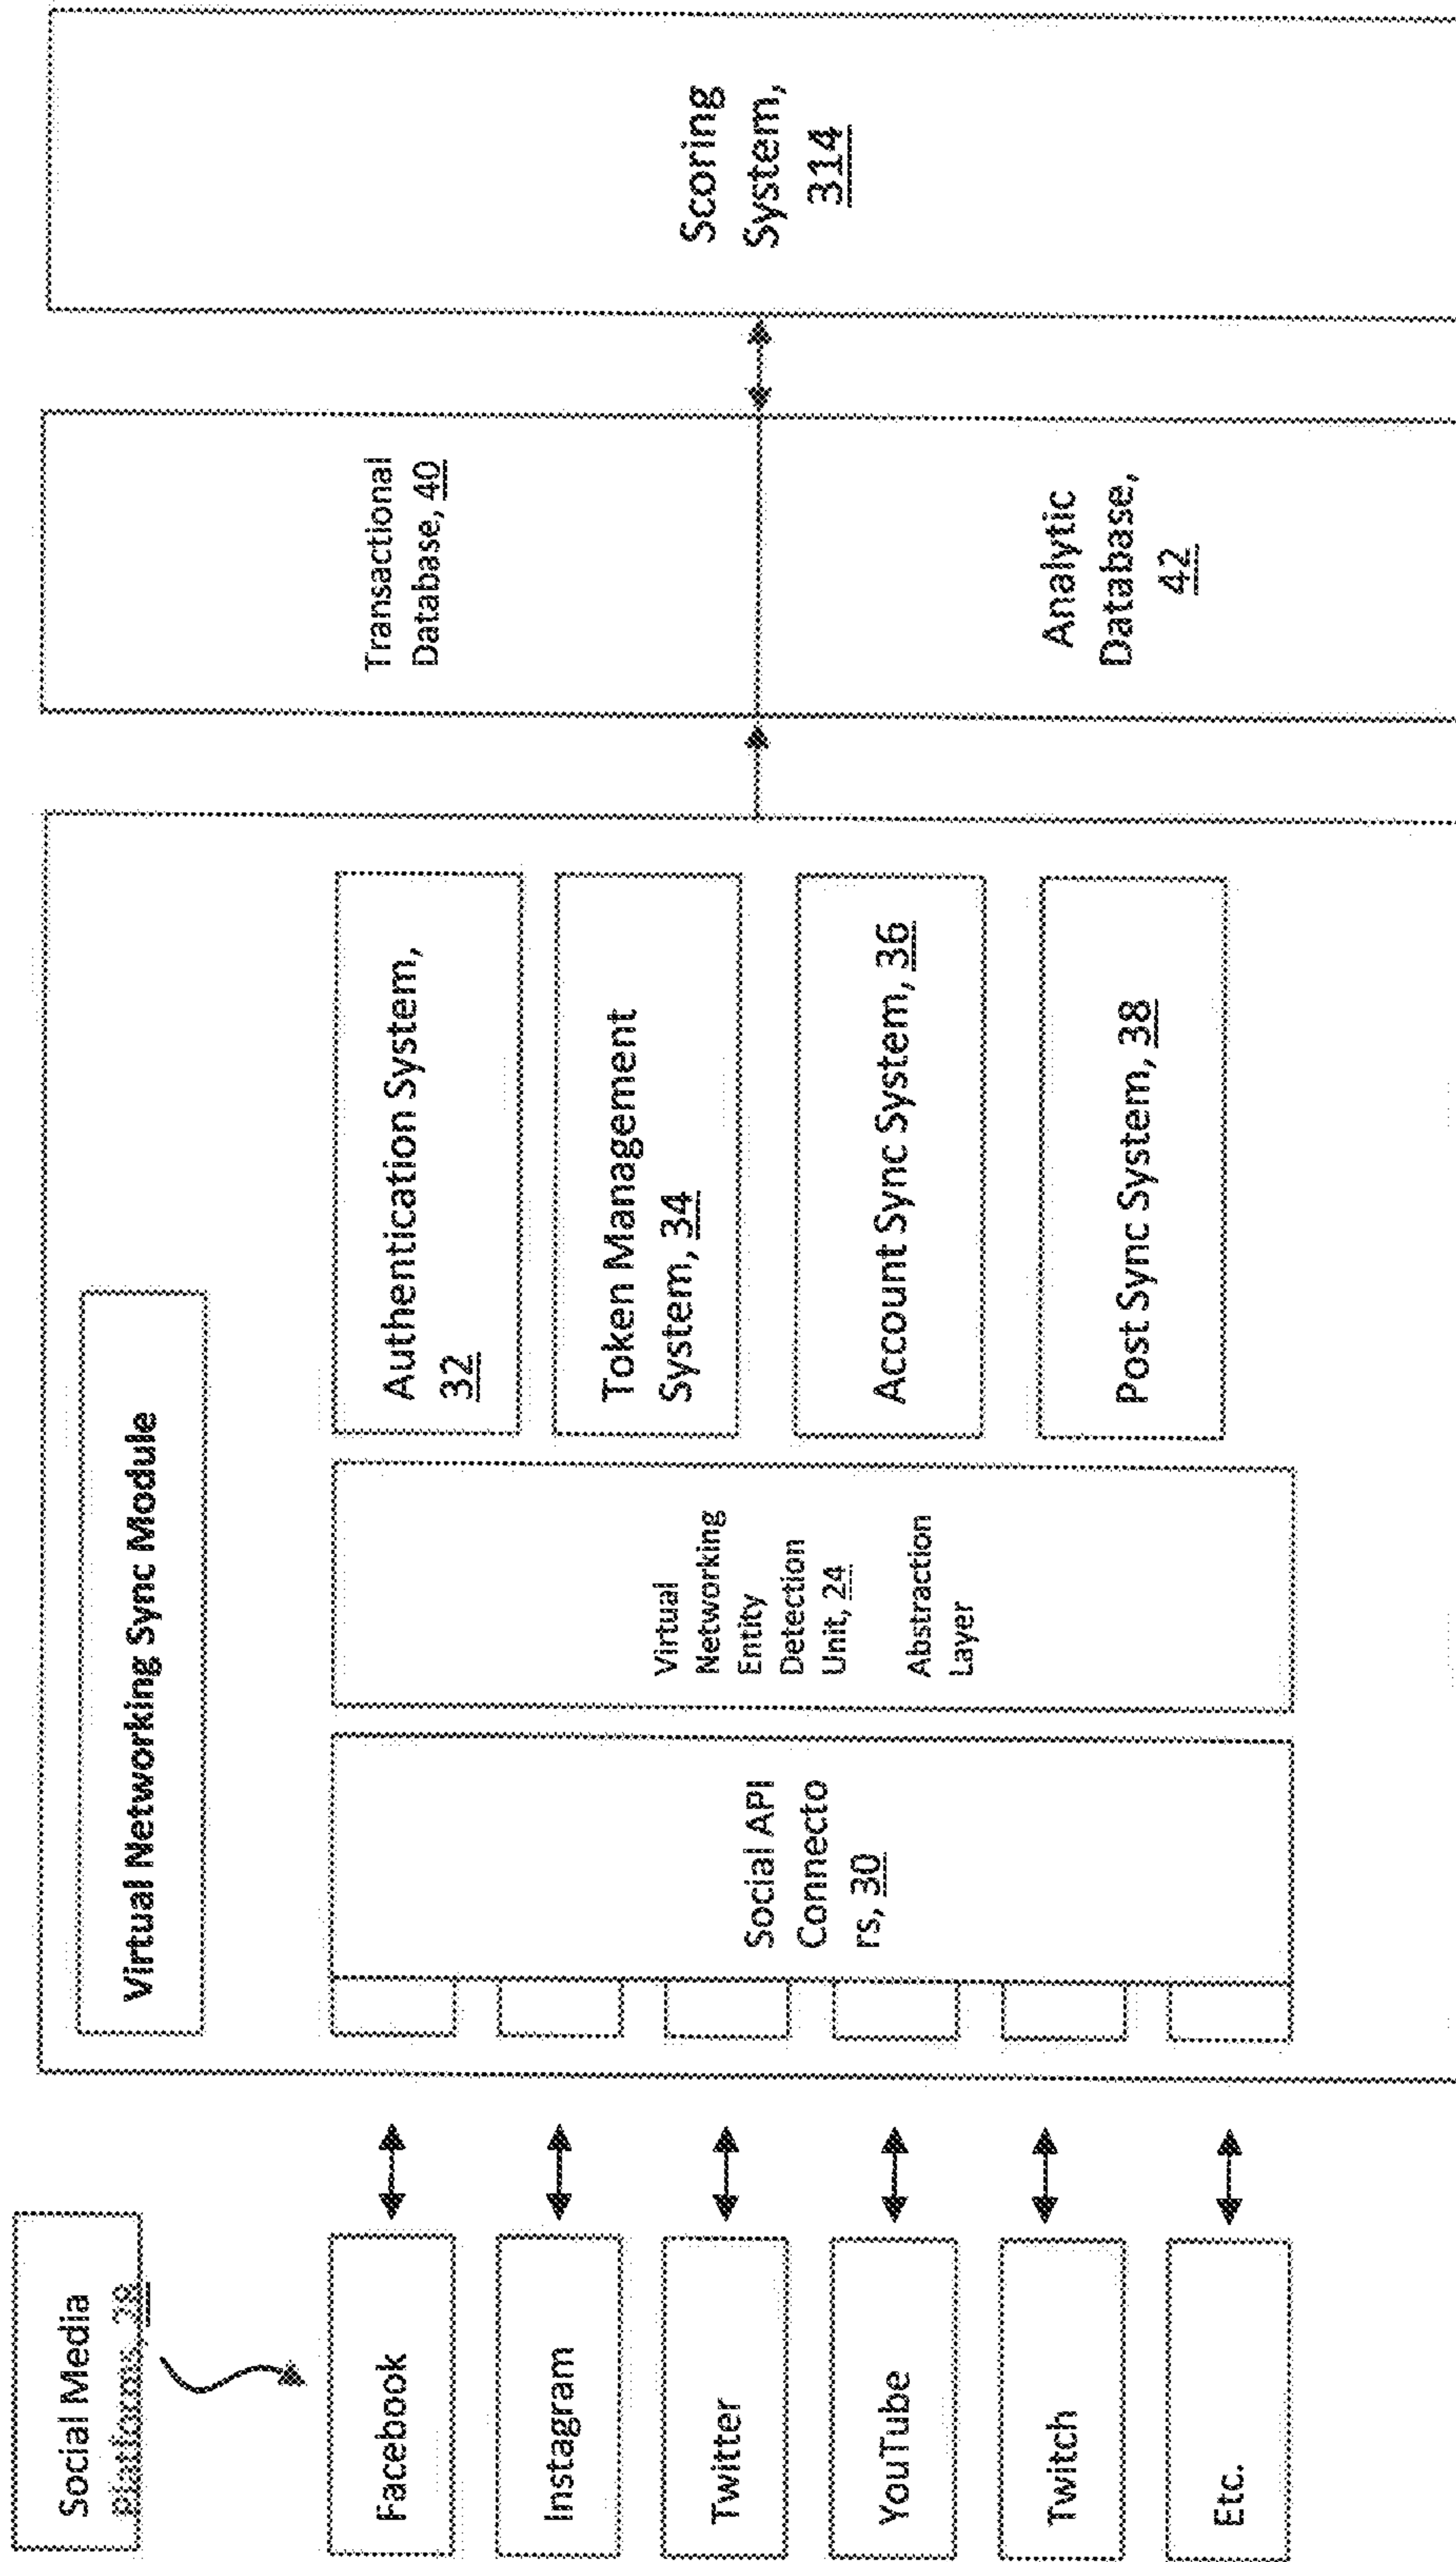 Social Media
Platforms, 38
Facebook
Instagram
Twitter
YouTube
Twitch
Etc.
Virtual Networking Sync Module
Social API
Connecto
rs, 30
Virtual
Networking
Entity
Detection
Unit, 24
Abstraction
Layer
Authentication System,
32
Token Management
System, 34
Account Sync System, 36
Post Sync System, 38
Transactional
Database, 40
Analytic
Database,
42
Scoring
System,
314